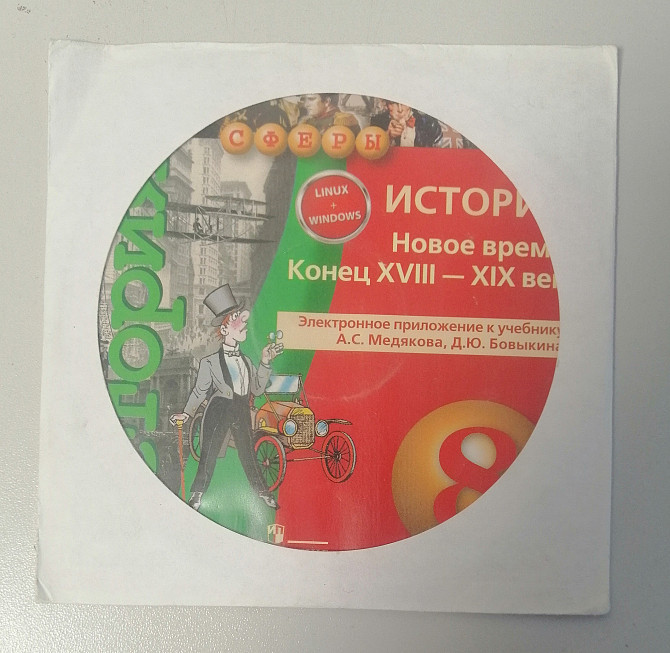 СФЕРЫ
LINUX
+
WINDOWS
ИСТОРИ
Новое врем
Конец XVIII — XIX ве
Электронное приложение к учебнику
А.С. Медякова, Д.Ю. Бовыкина
8